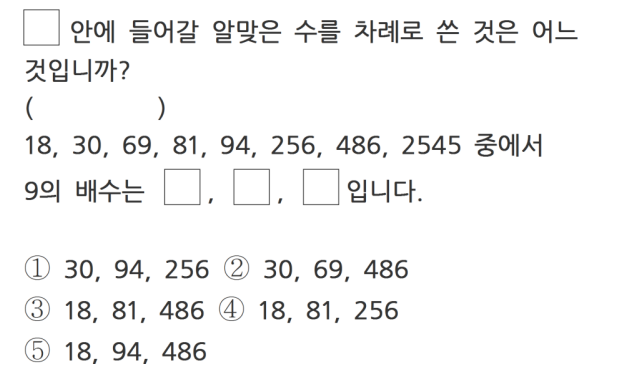 □ 안에 들어갈 알맞은 수를 차례로 쓴 것은 어느
것입니까?
(          )
18, 30, 69, 81, 94, 256, 486, 2545 중에서
9의 배수는 □, □, □입니다.
① 30, 94, 256 ② 30, 69, 486
③ 18, 81, 486 ④ 18, 81, 256
⑤ 18, 94, 486